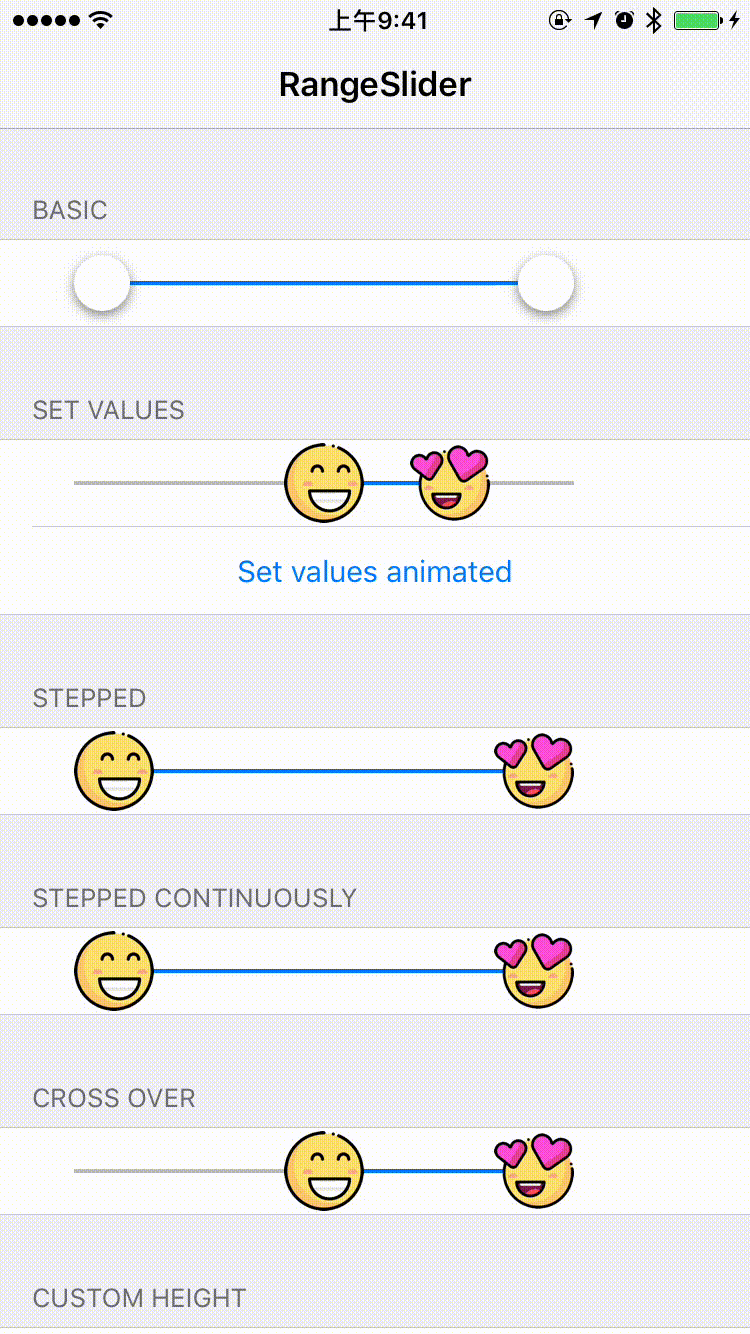 上午9:41
RangeSlider
BASIC
SET VALUES
Set values animated
STEPPED
STEPPED CONTINUOUSLY
CROSS OVER
CUSTOM HEIGHT